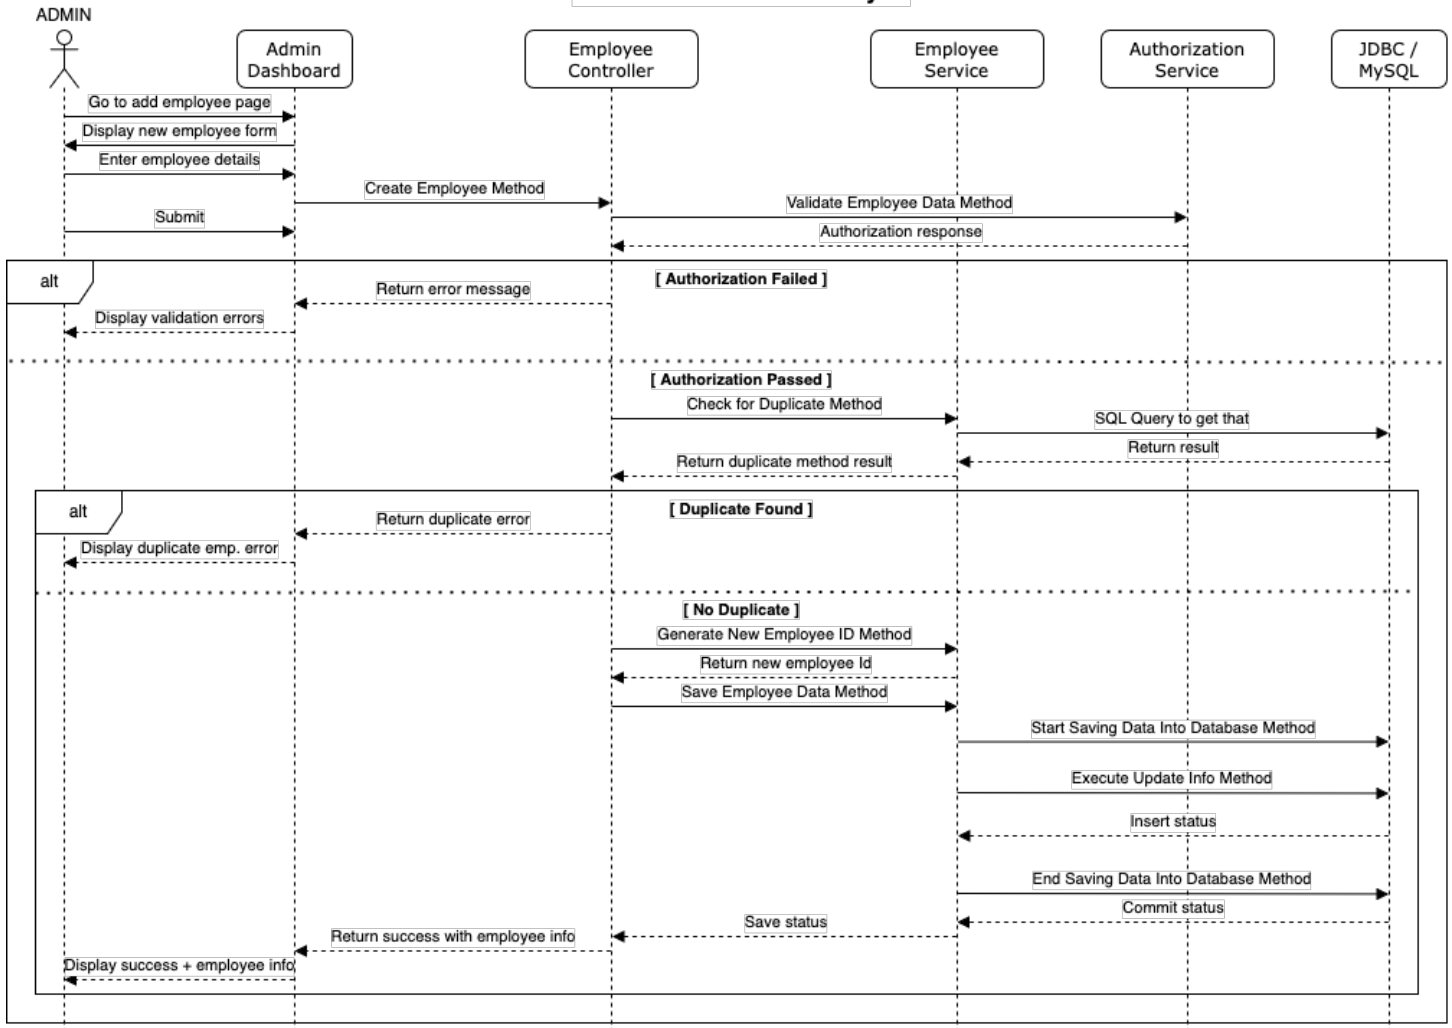 ADMIN
Admin
Dashboard
Employee
Controller
Employee
Service
Authorization
Service
JDBC /
MySQL
Go to add employee page
Display new employee form
Enter employee details
Create Employee Method
Validate Employee Data Method
Submit
Authorization response
alt
[ Authorization Failed ]
Return error message
Display validation errors
[ Authorization Passed ]
Check for Duplicate Method
SQL Query to get that
Return result
Return duplicate method result
alt
[ Duplicate Found ]
Return duplicate error
Display duplicate emp. error
[ No Duplicate ]
Generate New Employee ID Method
Return new employee Id
Save Employee Data Method
Start Saving Data Into Database Method
Execute Update Info Method
Insert status
End Saving Data Into Database Method
Commit status
Save status
Return success with employee info
Display success + employee info